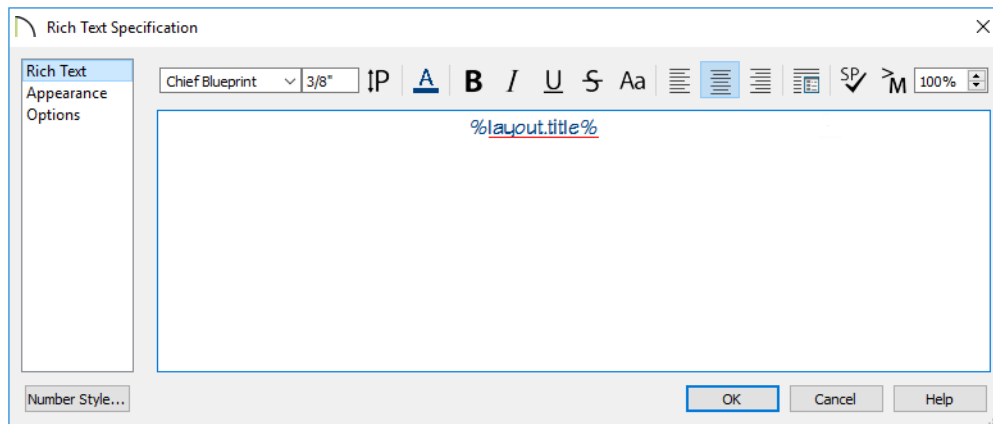 Rich Text Specification
Rich Text
Appearance
Options
Chief Blueprint 3/8" P A B I U S Aa SP >M 100%
%layout.title%
Number Style... OK Cancel Help